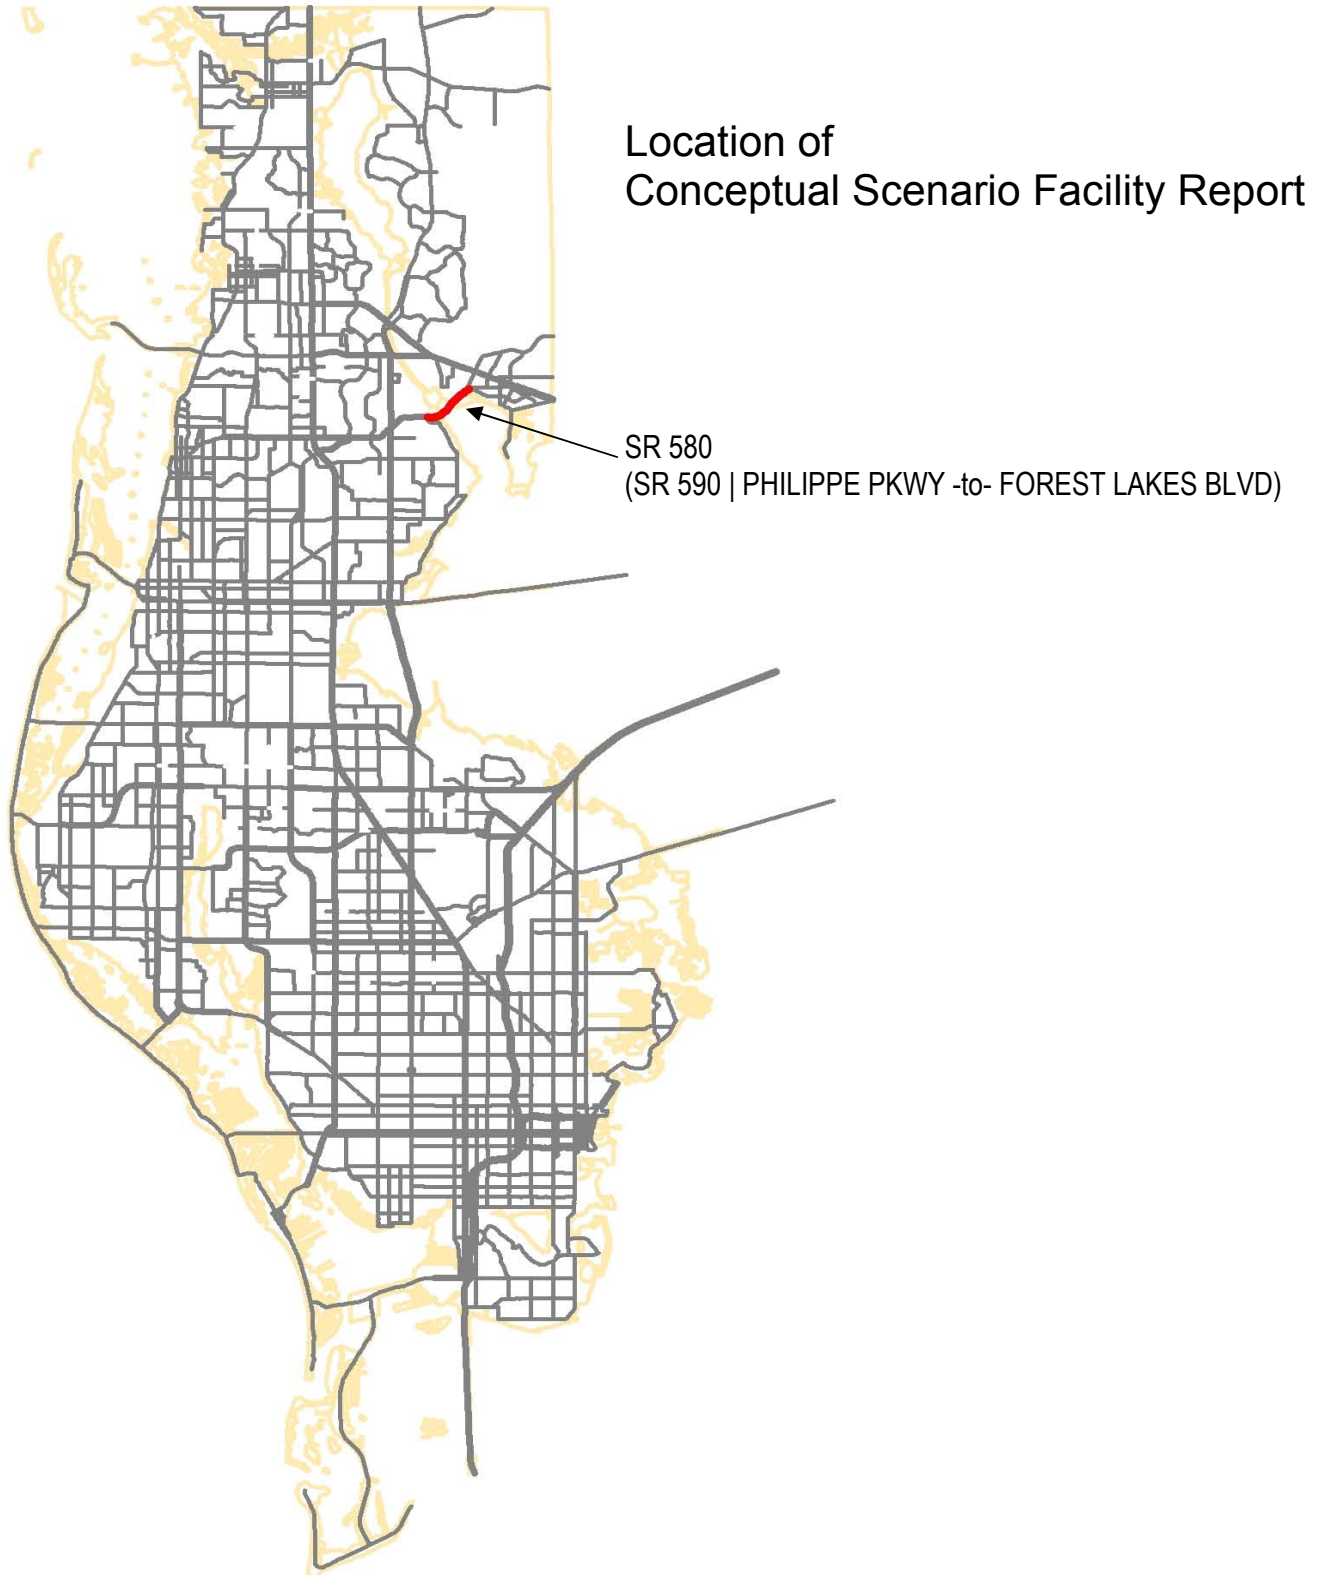 Location of
Conceptual Scenario Facility Report
SR 580
(SR 590 | PHILIPPE PKWY -to- FOREST LAKES BLVD)